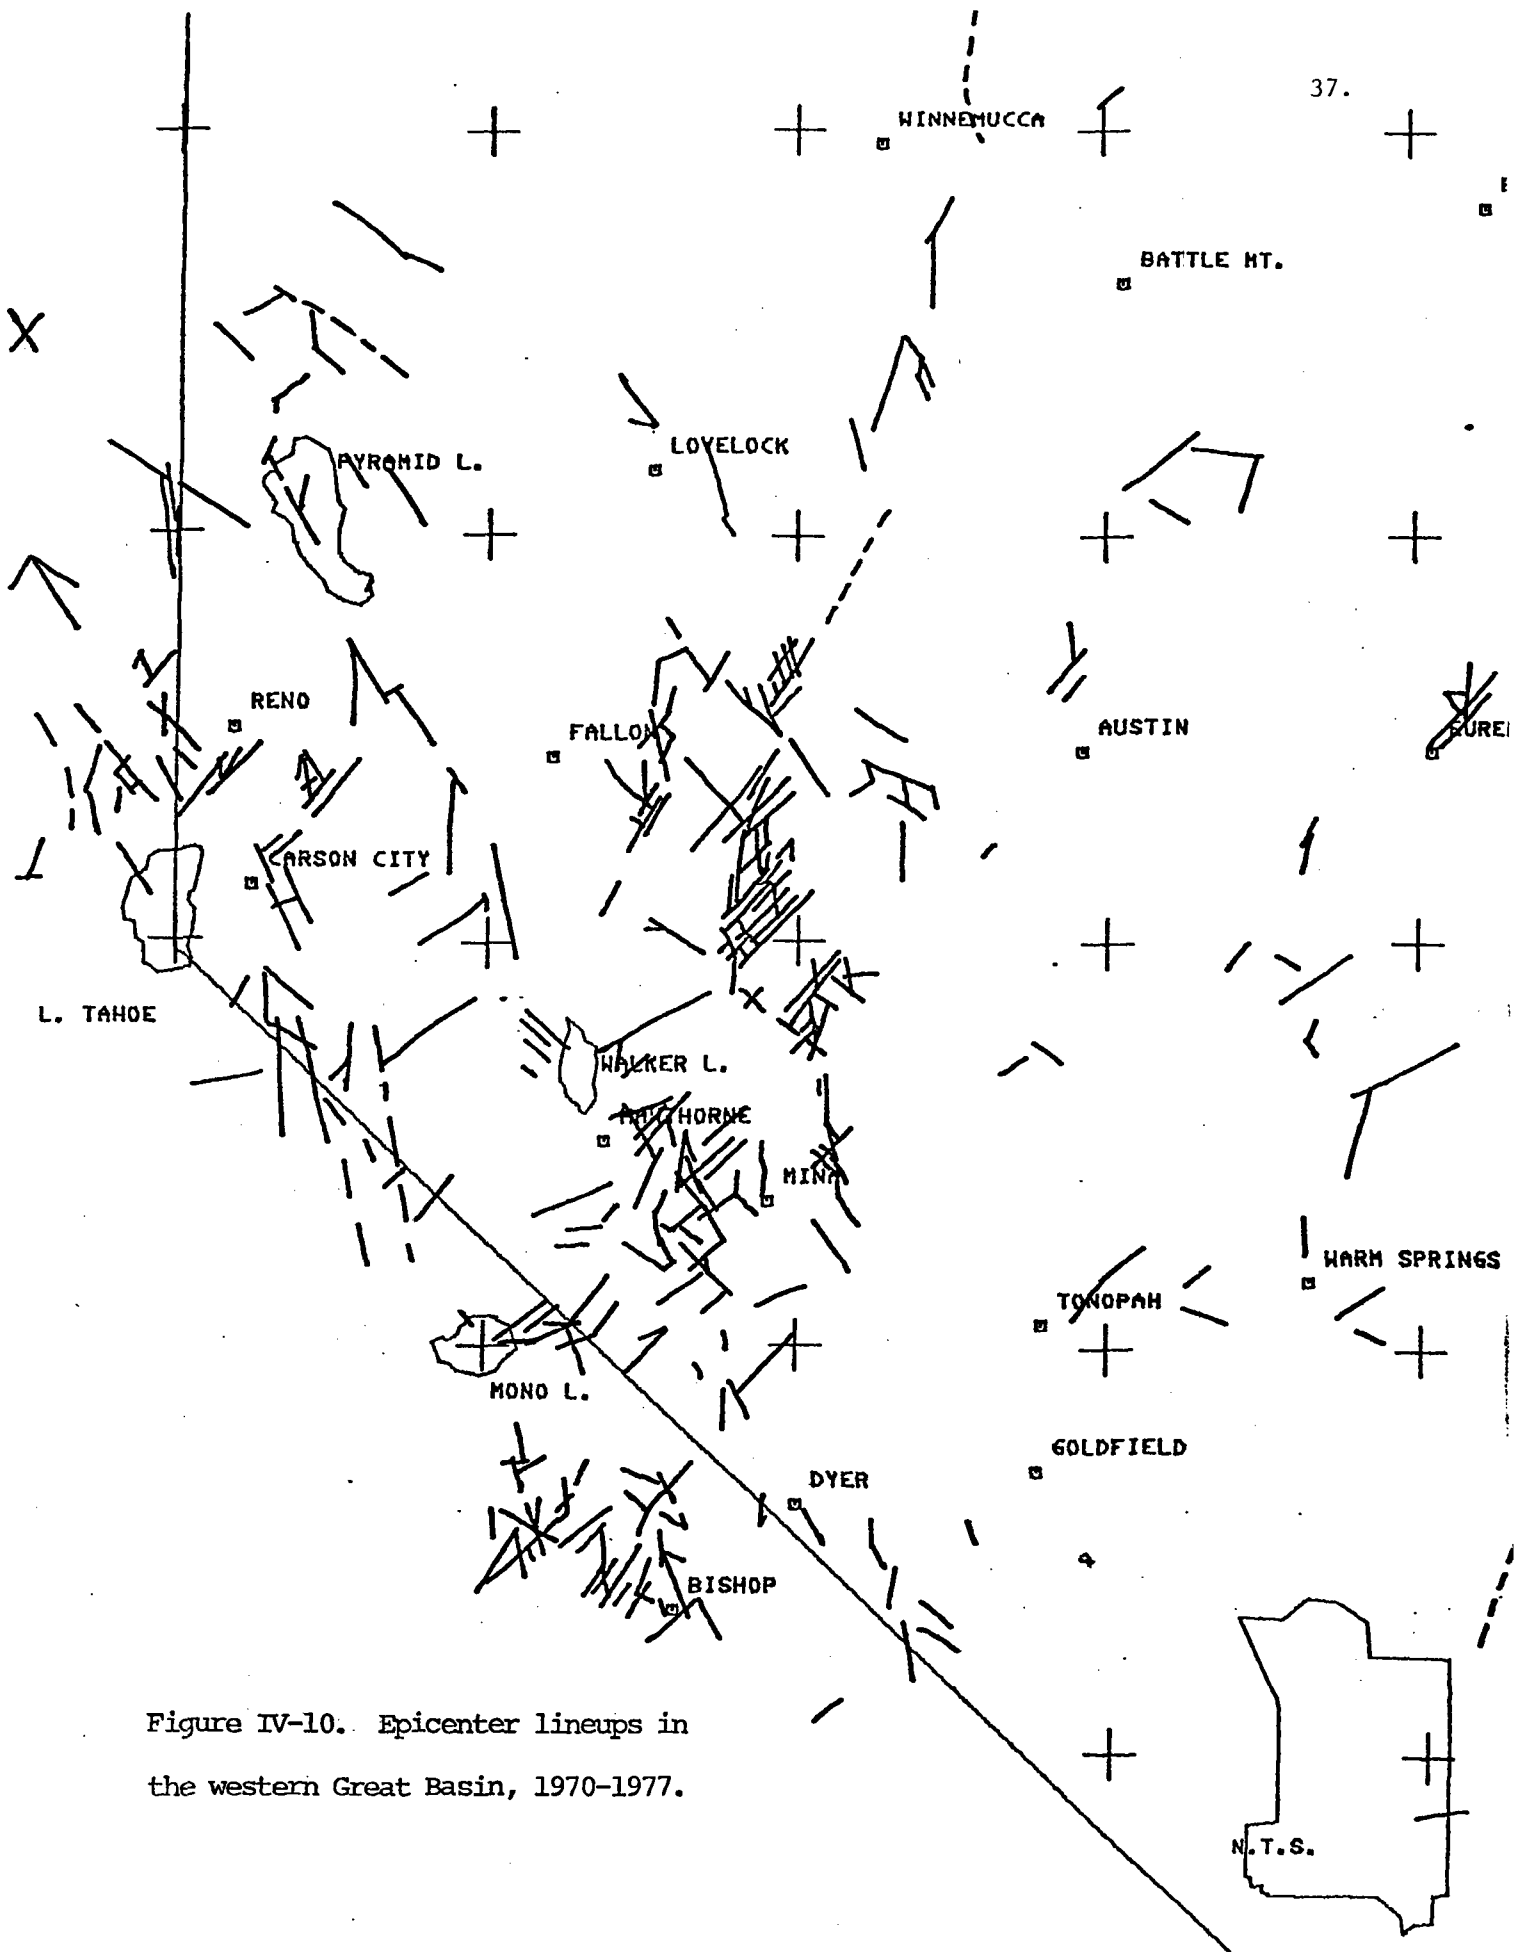 37.
WINNEMUCCA
BATTLE MT.
LOVELOCK
PYRAMID L.
RENO
FALLON
AUSTIN
CARSON CITY
L. TAHOE
WALKER L.
HAWTHORNE
MINA
WARM SPRINGS
TONOPAH
MONO L.
GOLDFIELD
DYER
BISHOP
Figure IV-10. Epicenter lineups in
the western Great Basin, 1970-1977.
N.T.S.